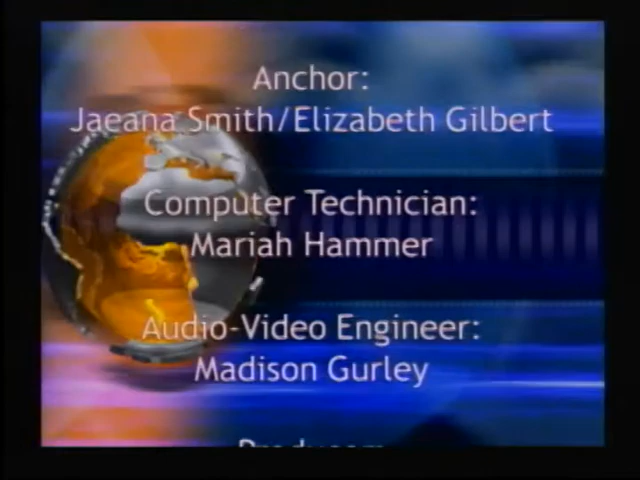 Anchor:
Jaeana Smith/Elizabeth Gilbert
Computer Technician:
Mariah Hammer
Audio-Video Engineer:
Madison Gurley